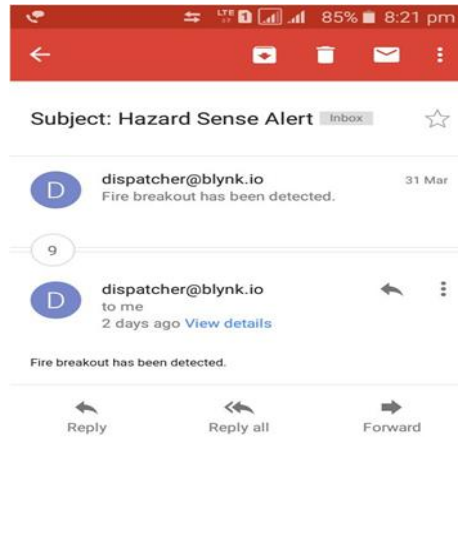 LTE 1 85% 8:21 pm
Subject: Hazard Sense Alert Inbox
D dispatcher@blynk.io 31 Mar
Fire breakout has been detected.
9
D dispatcher@blynk.io
to me
2 days ago View details
Fire breakout has been detected.
Reply Reply all Forward